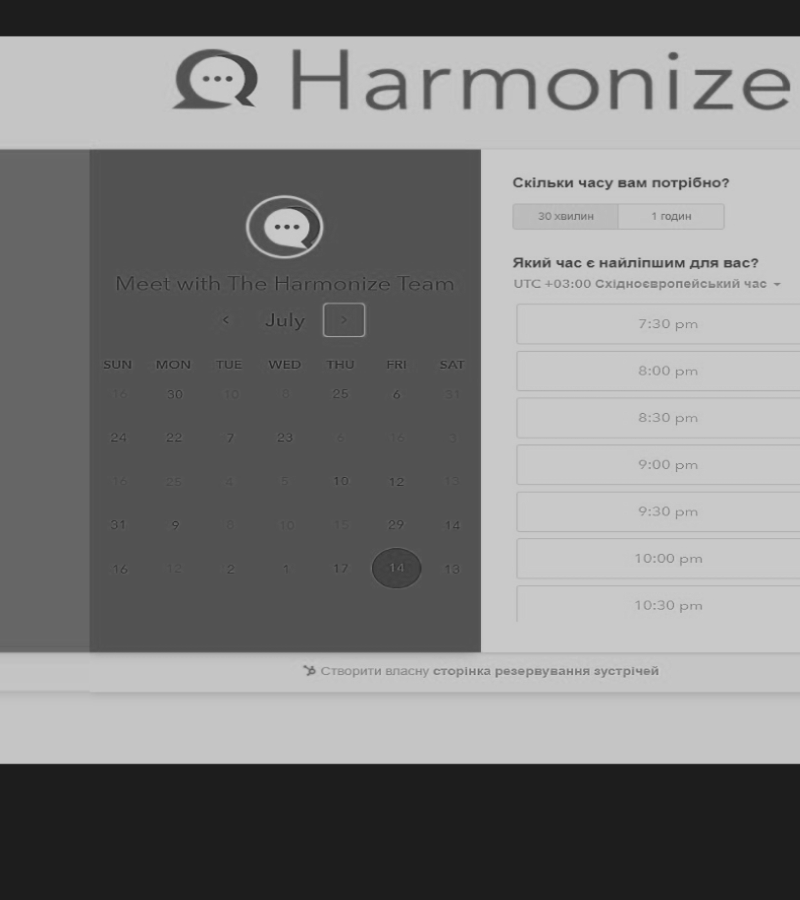 Harmonize
Meet with The Harmonize Team
< July >
SUN MON TUE WED THU FRI SAT
16 30 10 25 6 31
24 22 7 23 6 16 3
16 25 4 5 10 12 13
31 9 8 10 15 29 14
16 12 2 1 17 14 13
Скільки часу вам потрібно?
30 хвилин 1 годин
Який час є найліпшим для вас?
UTC +03:00 Східноєвропейський час
7:30 pm
8:00 pm
8:30 pm
9:00 pm
9:30 pm
10:00 pm
10:30 pm
Створити власну сторінка резервування зустрічей